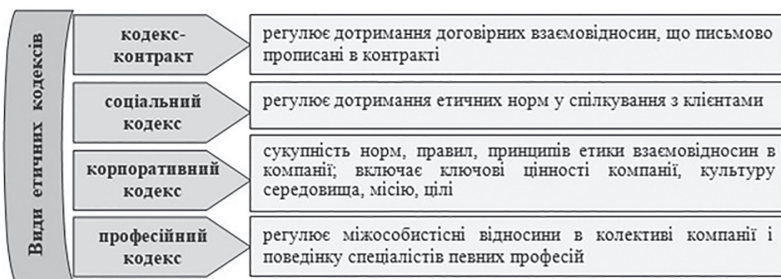 Види етичних кодексів
кодекс-
контракт
регулює дотримання договірних взаємовідносин, що письмово
прописані в контракті
соціальний
кодекс
регулює дотримання етичних норм у спілкування з клієнтами
корпоративний
кодекс
сукупність норм, правил, принципів етики взаємовідносин в
компанії; включає ключові цінності компанії, культуру
середовища, місію, цілі
професійний
кодекс
регулює міжособистісні відносини в колективі компанії і
поведінку спеціалістів певних професій